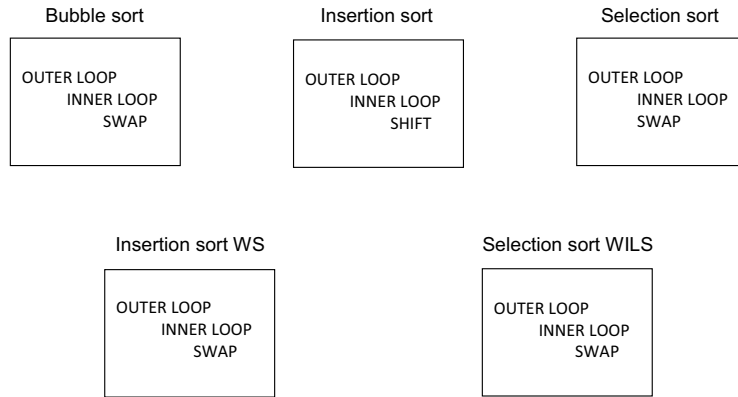 Bubble sort
Insertion sort
Selection sort
OUTER LOOP
INNER LOOP
SWAP
OUTER LOOP
INNER LOOP
SHIFT
OUTER LOOP
INNER LOOP
SWAP
Insertion sort WS
Selection sort WILS
OUTER LOOP
INNER LOOP
SWAP
OUTER LOOP
INNER LOOP
SWAP